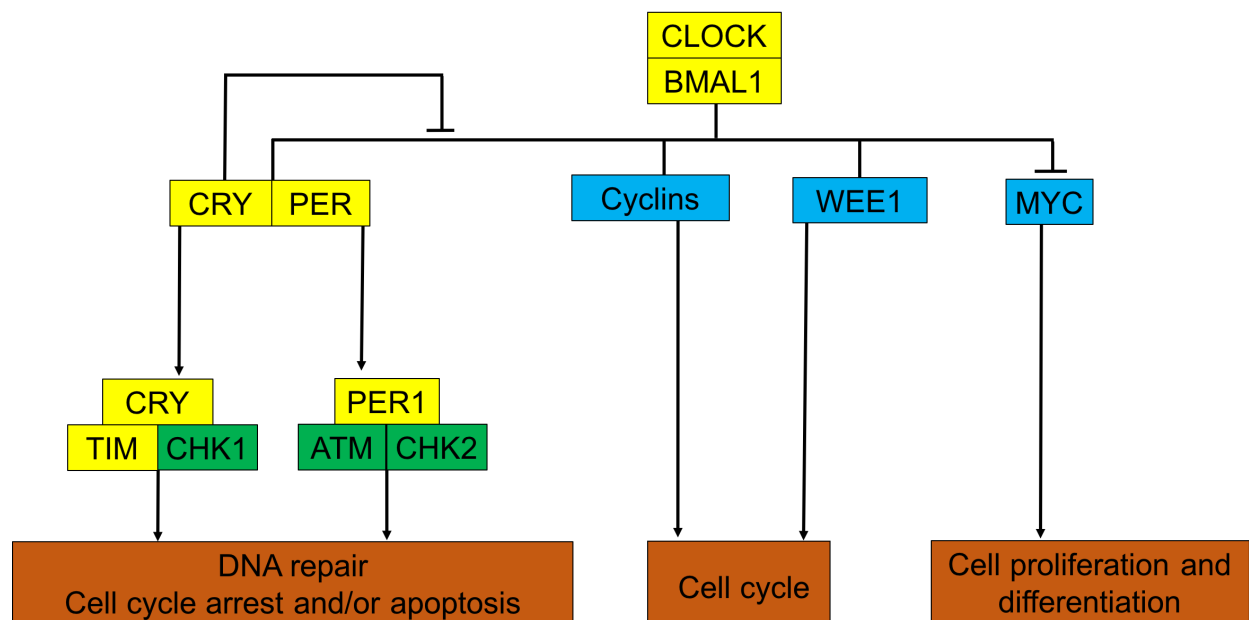 CLOCK
BMAL1
CRY PER
Cyclins
WEE1
MYC
CRY
TIM CHK1
PER1
ATM CHK2
DNA repair
Cell cycle arrest and/or apoptosis
Cell cycle
Cell proliferation and
differentiation